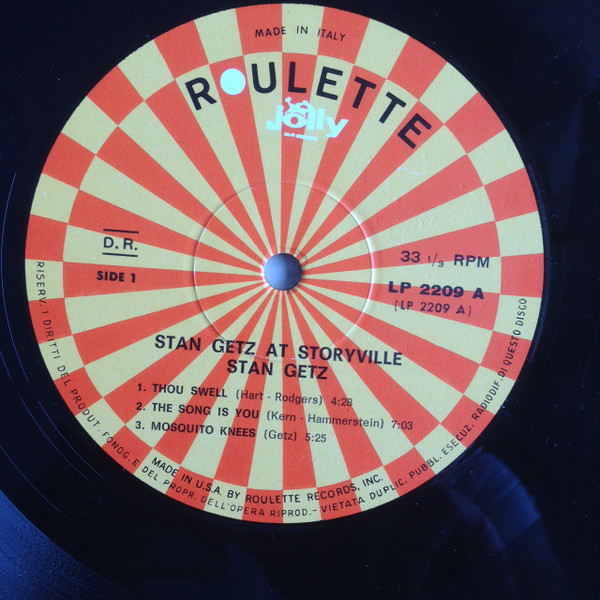 MADE IN ITALY
ROULETTE
Jolly
HI-FI RECORDS
D.R.
SIDE 1
33 1/3 RPM
LP 2209 A
(LP 2209 A)
STAN GETZ AT STORYVILLE
STAN GETZ
1. THOU SWELL (Hart - Rodgers) 4:28
2. THE SONG IS YOU (Kern - Hammerstein) 7:03
3. MOSQUITO KNEES (Getz) 5:25
MADE IN U.S.A. BY ROULETTE RECORDS, INC.
RISERV. I DIRITTI DEL PRODUT. FONOG. E DEL PROPR. DELL'OPERA RIPROD. - VIETATA DUPLIC. PUBBL. ESECUZ. RADIODIF. DI QUESTO DISCO